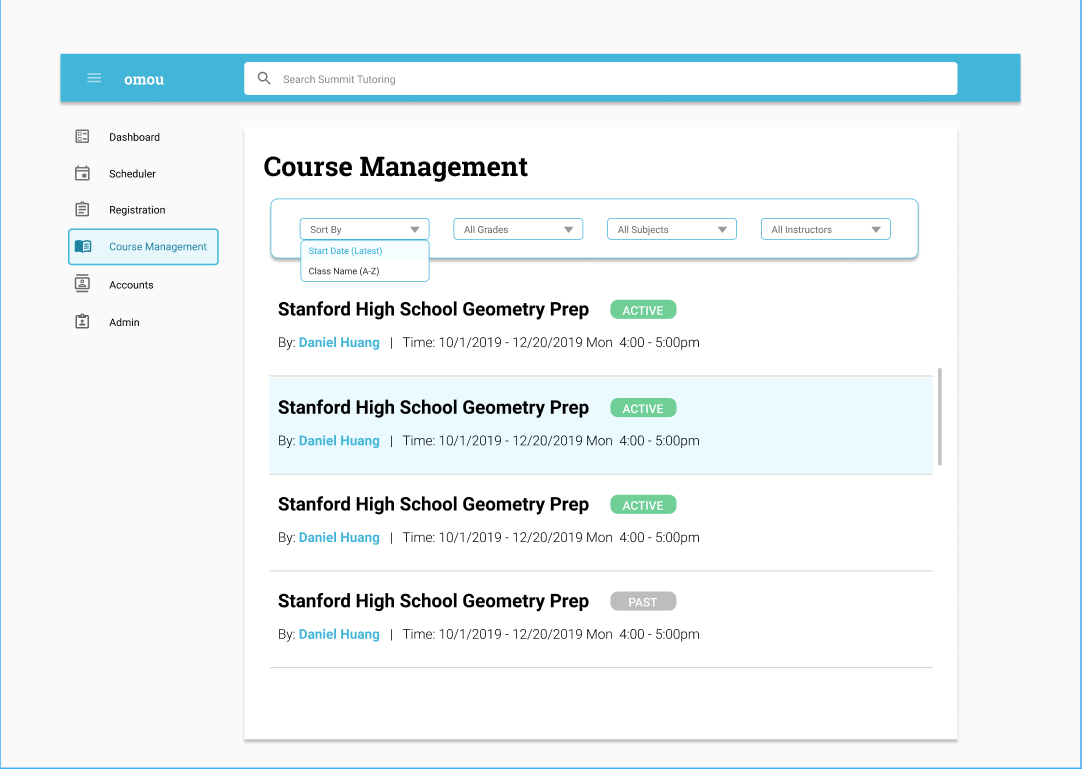 omou
Search Summit Tutoring
Dashboard
Scheduler
Registration
Course Management
Accounts
Admin
Course Management
Sort By
All Grades
All Subjects
All Instructors
Start Date (Latest)
Class Name (A-Z)
Stanford High School Geometry Prep ACTIVE
By: Daniel Huang | Time: 10/1/2019 - 12/20/2019 Mon 4:00 - 5:00pm
Stanford High School Geometry Prep ACTIVE
By: Daniel Huang | Time: 10/1/2019 - 12/20/2019 Mon 4:00 - 5:00pm
Stanford High School Geometry Prep ACTIVE
By: Daniel Huang | Time: 10/1/2019 - 12/20/2019 Mon 4:00 - 5:00pm
Stanford High School Geometry Prep PAST
By: Daniel Huang | Time: 10/1/2019 - 12/20/2019 Mon 4:00 - 5:00pm